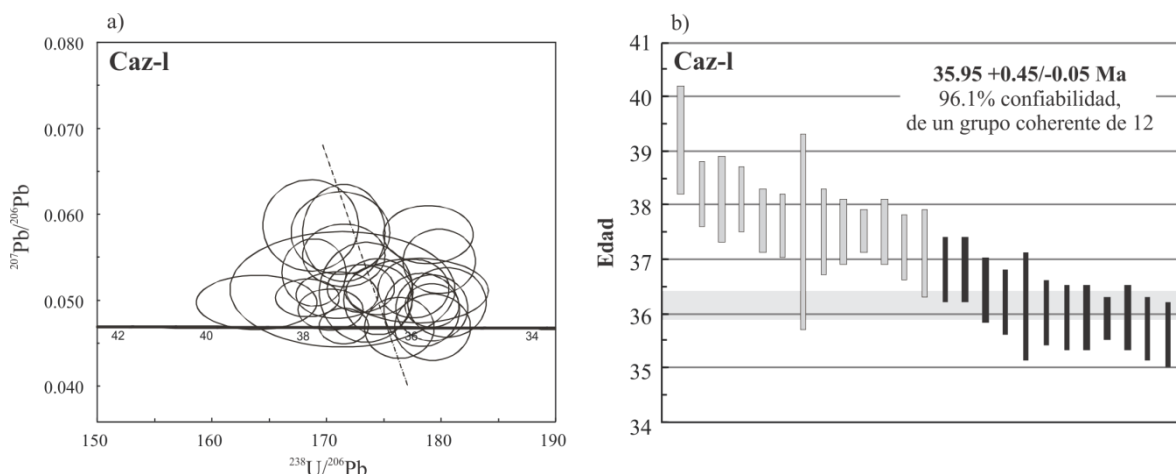 a)
Caz-l
0.080
0.070
0.060
0.050
0.040
²⁰⁷Pb/²⁰⁶Pb
42 40 38 36 34
150 160 170 180 190
²³⁸U/²⁰⁶Pb
b)
Caz-l
35.95 +0.45/-0.05 Ma
96.1% confiabilidad,
de un grupo coherente de 12
Edad
41
40
39
38
37
36
35
34